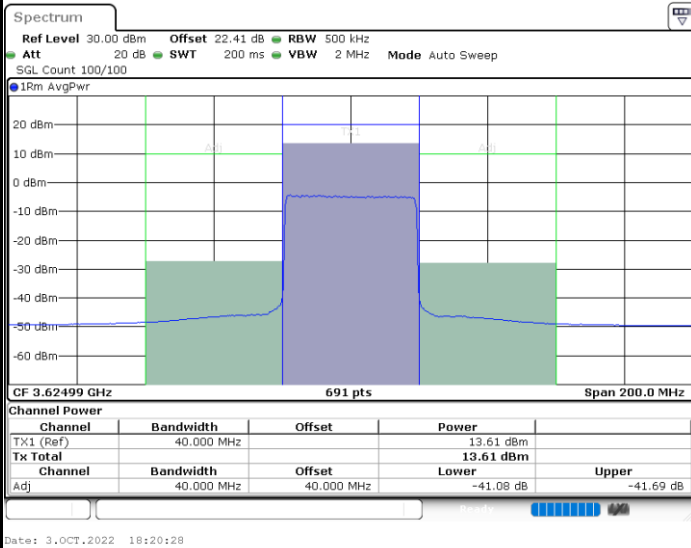 Spectrum
Ref Level 30.00 dBm Offset 22.41 dB RBW 500 kHz
Att 20 dB SWT 200 ms VBW 2 MHz Mode Auto Sweep
SGL Count 100/100
1Rm AvgPwr
20 dBm
TX1
Adj Adj
10 dBm
0 dBm
-10 dBm
-20 dBm
-30 dBm
-40 dBm
-50 dBm
-60 dBm
CF 3.62499 GHz 691 pts Span 200.0 MHz
Channel Power
Channel Bandwidth Offset Power
TX1 (Ref) 40.000 MHz 13.61 dBm
Tx Total 13.61 dBm
Channel Bandwidth Offset Lower Upper
Adj 40.000 MHz 40.000 MHz -41.08 dB -41.69 dB
Ready
Date: 3.OCT.2022 18:20:28